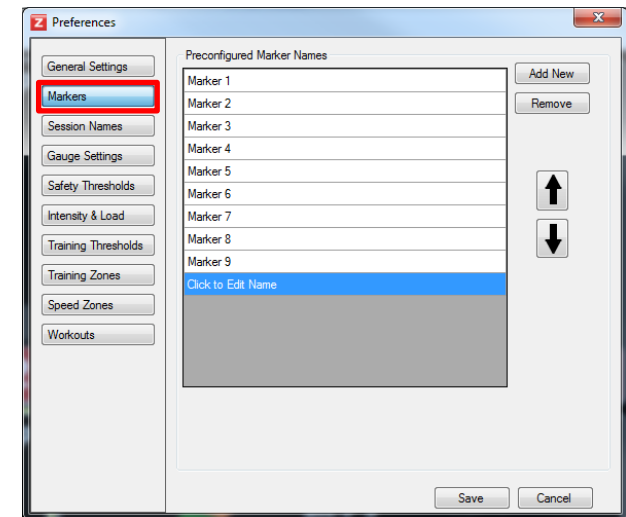 Z Preferences
X
General Settings
Markers
Session Names
Gauge Settings
Safety Thresholds
Intensity & Load
Training Thresholds
Training Zones
Speed Zones
Workouts
Preconfigured Marker Names
Marker 1
Marker 2
Marker 3
Marker 4
Marker 5
Marker 6
Marker 7
Marker 8
Marker 9
Click to Edit Name
Add New
Remove
Save
Cancel